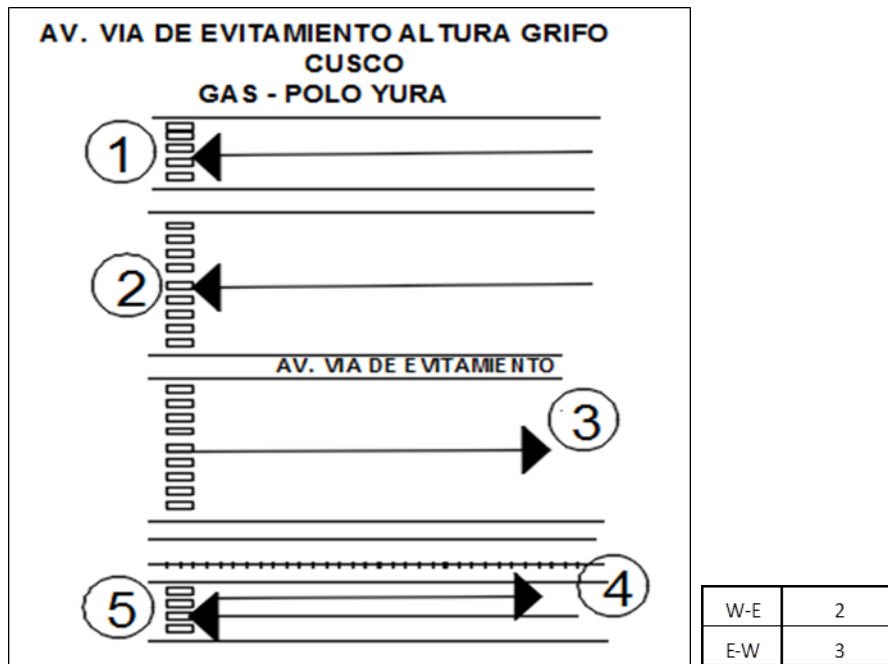 AV. VIA DE EVITAMIENTO ALTURA GRIFO
CUSCO
GAS - POLO YURA
1
2
AV. VIA DE EVITAMIENTO
3
4
5
W-E 2
E-W 3